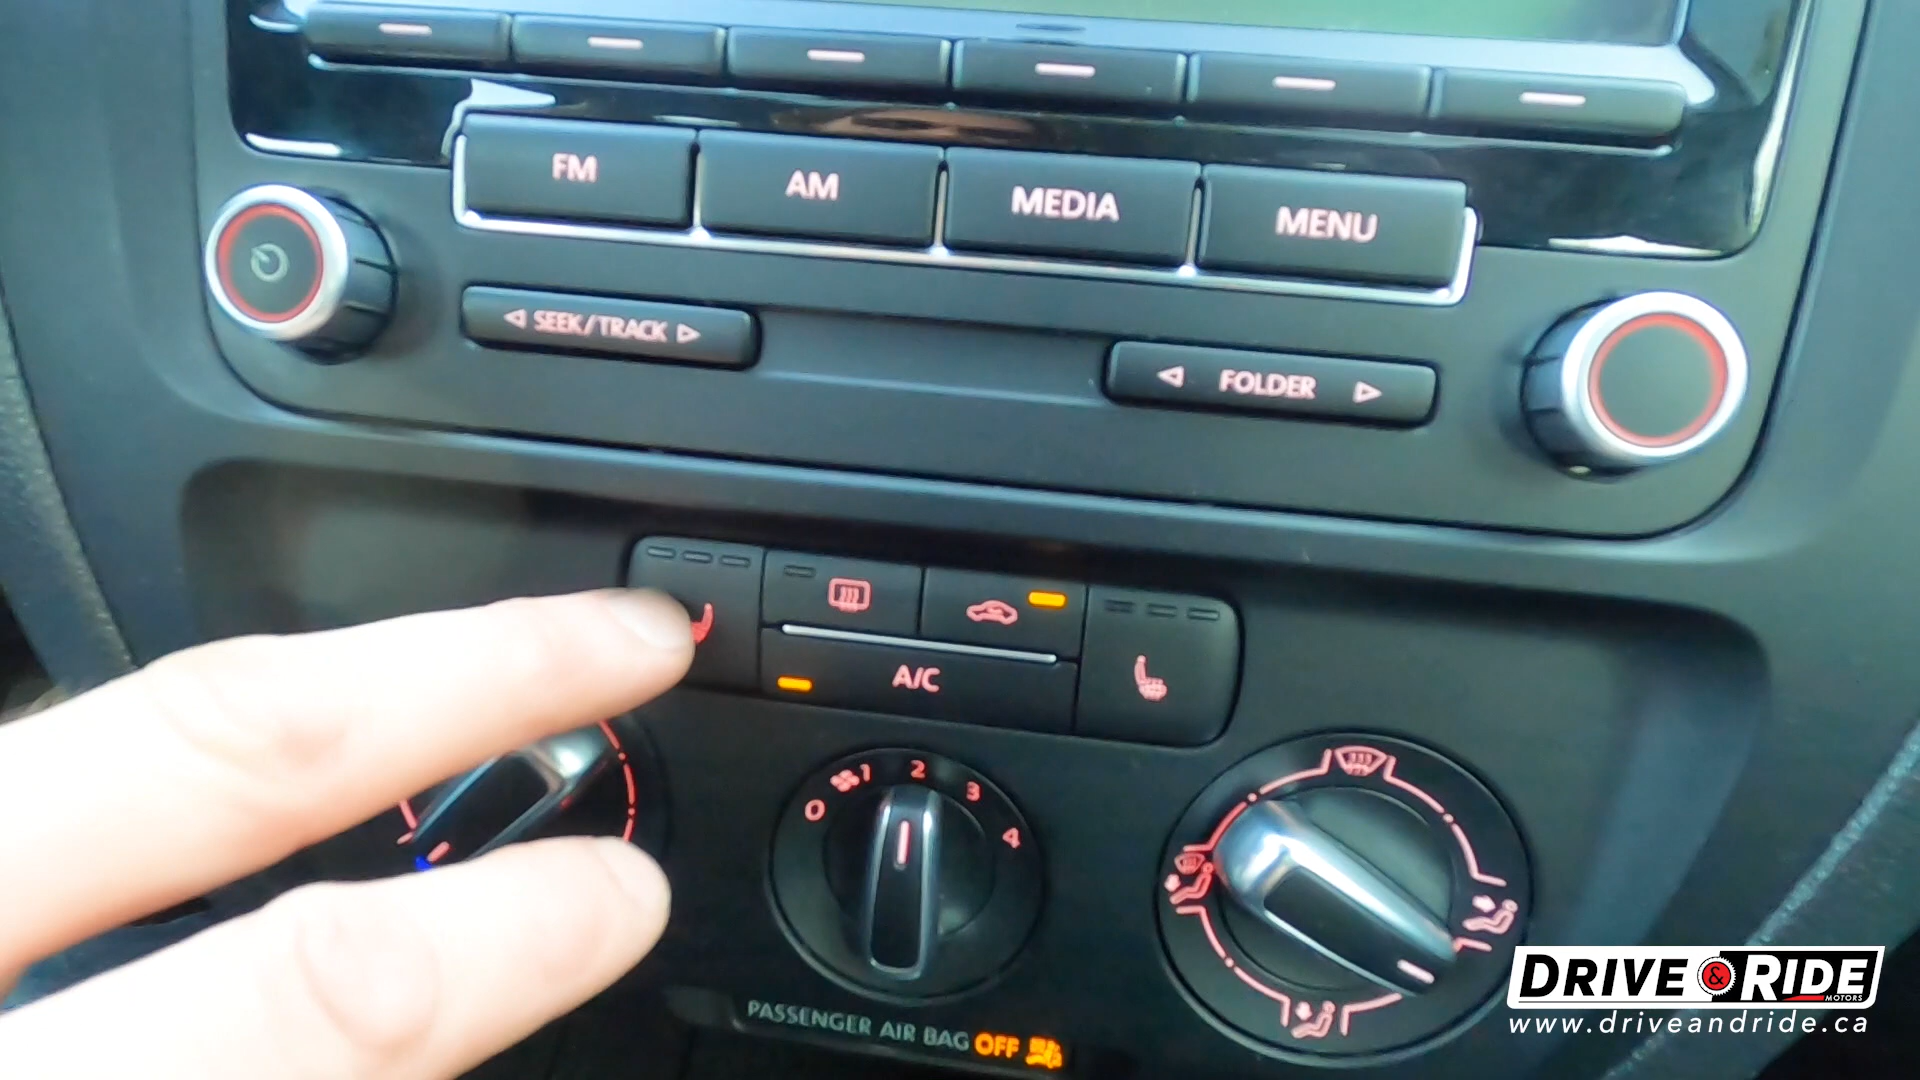 FM
AM
MEDIA
MENU
SEEK/TRACK
FOLDER
A/C
0 1 2 3 4
PASSENGER AIR BAG OFF
DRIVE & RIDE
MOTORS
www.driveandride.ca